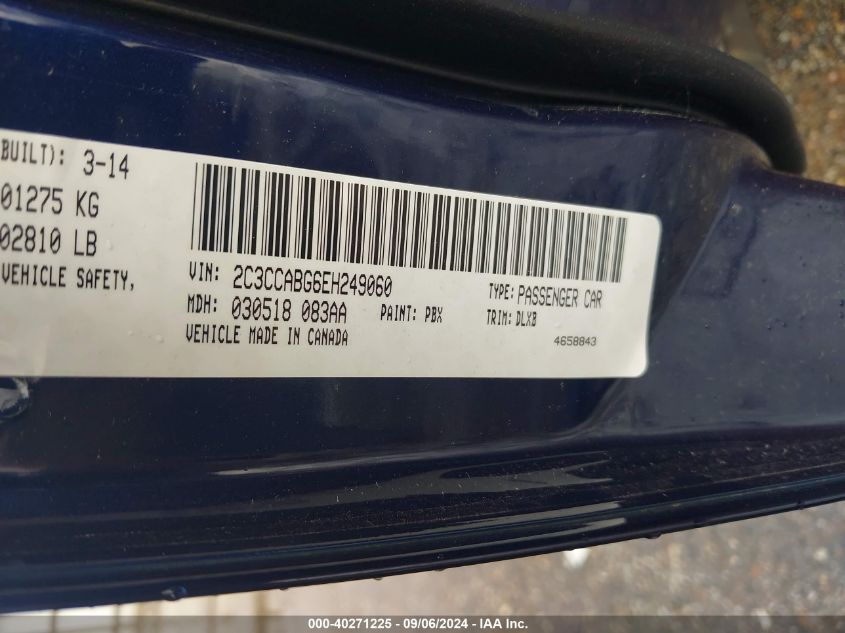 BUILT): 3-14
01275 KG
02810 LB
VEHICLE SAFETY,
VIN: 2C3CCABG6EH249060
TYPE: PASSENGER CAR
MDH: 030518 083AA PAINT: PBX TRIM: DLXB
VEHICLE MADE IN CANADA
4658843
000-40271225 - 09/06/2024 - IAA Inc.